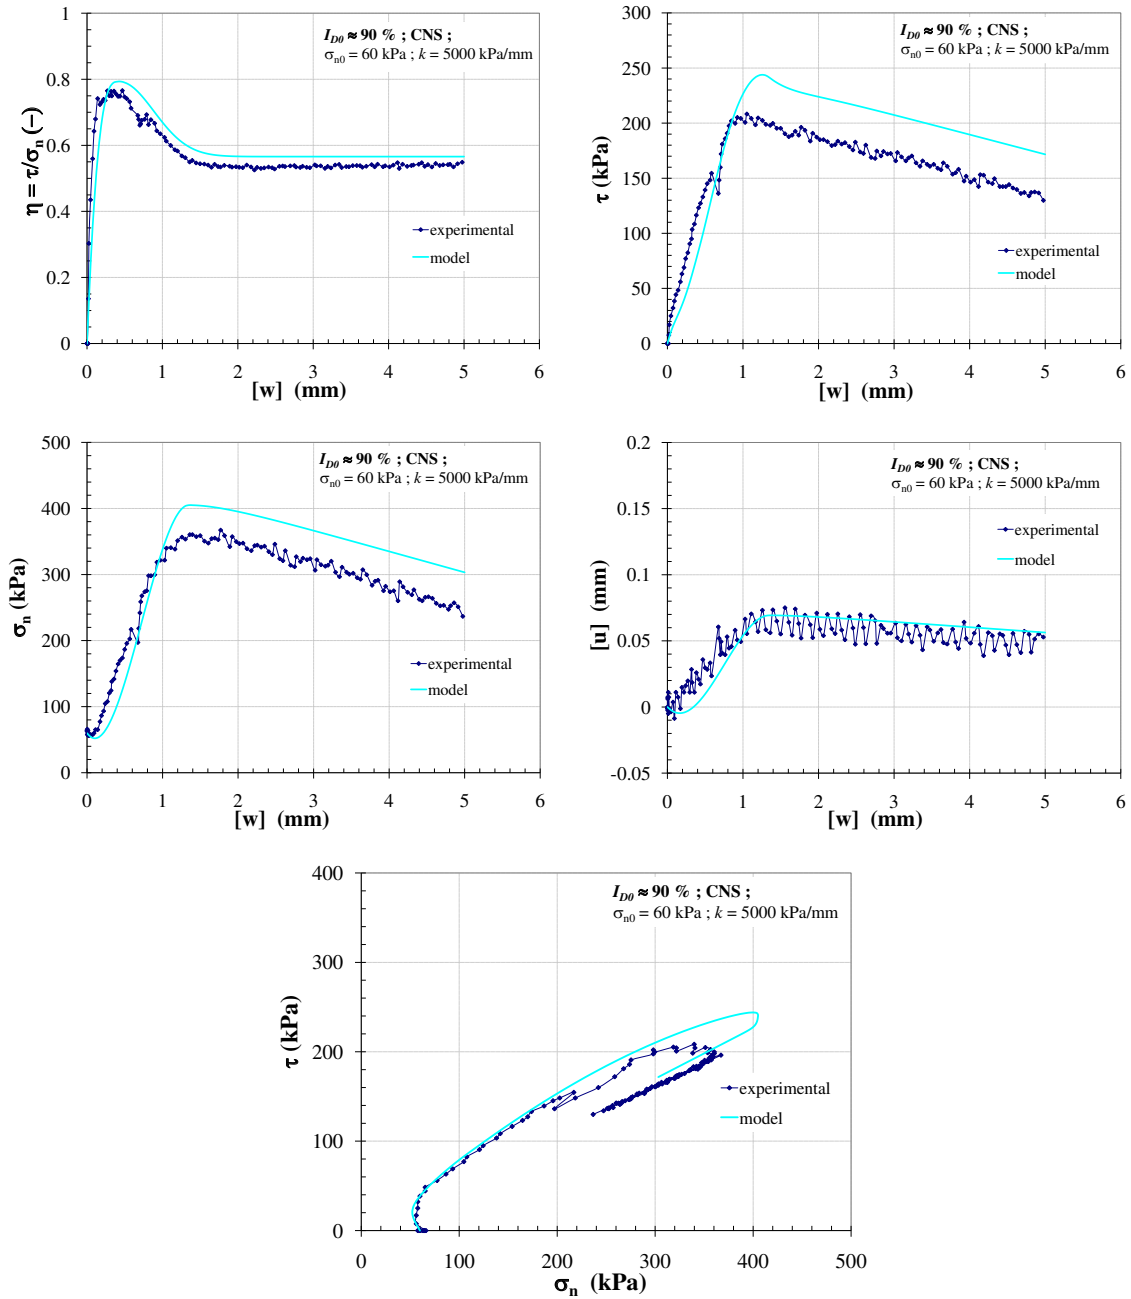 I_D0 ≈ 90 % ; CNS ;
σn0 = 60 kPa ; k = 5000 kPa/mm
η = τ/σn (-)
1
0.8
0.6
0.4
0.2
0
experimental
model
0 1 2 3 4 5 6
[w] (mm)
I_D0 ≈ 90 % ; CNS ;
σn0 = 60 kPa ; k = 5000 kPa/mm
τ (kPa)
300
250
200
150
100
50
0
experimental
model
0 1 2 3 4 5 6
[w] (mm)
I_D0 ≈ 90 % ; CNS ;
σn0 = 60 kPa ; k = 5000 kPa/mm
σn (kPa)
500
400
300
200
100
0
experimental
model
0 1 2 3 4 5 6
[w] (mm)
I_D0 ≈ 90 % ; CNS ;
σn0 = 60 kPa ; k = 5000 kPa/mm
[u] (mm)
0.2
0.15
0.1
0.05
0
-0.05
experimental
model
0 1 2 3 4 5 6
[w] (mm)
I_D0 ≈ 90 % ; CNS ;
σn0 = 60 kPa ; k = 5000 kPa/mm
τ (kPa)
400
300
200
100
0
experimental
model
0 100 200 300 400 500
σn (kPa)